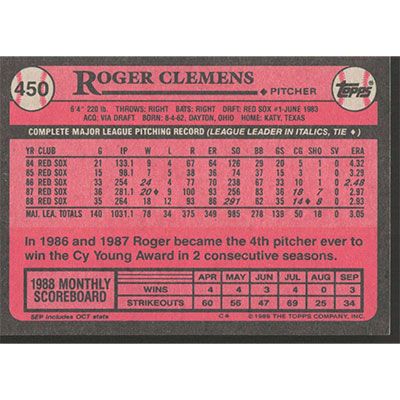 450
ROGER CLEMENS
♦ PITCHER
TOPPS
6'4" 220 lb. THROWS: RIGHT BATS: RIGHT DRFT: RED SOX #1-JUNE 1983
ACQ: VIA DRAFT BORN: 8-4-62, DAYTON, OHIO HOME: KATY, TEXAS
COMPLETE MAJOR LEAGUE PITCHING RECORD (LEAGUE LEADER IN ITALICS, TIE ♦)
YR CLUB G IP W L R ER SO BB GS CG SHO SV ERA
84 RED SOX 21 133.1 9 4 67 64 126 29 20 5 1 0 4.32
85 RED SOX 15 98.1 7 5 38 36 74 37 15 3 1 0 3.29
86 RED SOX 33 254 24 4 77 70 238 67 33 10 1 0 2.48
87 RED SOX 36 281.1 20♦ 9 100 93 256 83 36 18 7 0 2.97
88 RED SOX 35 264 18 12 93 86 291 62 35 14♦ 8 0 2.93
MAJ. LEA. TOTALS 140 1031.1 78 34 375 349 985 278 139 50 18 0 3.05
In 1986 and 1987 Roger became the 4th pitcher ever to
win the Cy Young Award in 2 consecutive seasons.
1988 MONTHLY SCOREBOARD
APR MAY JUN JUL AUG SEP
WINS 4 4 3 4 0 3
STRIKEOUTS 60 56 47 69 25 34
SEP includes OCT stats
C* © 1989 THE TOPPS COMPANY, INC.